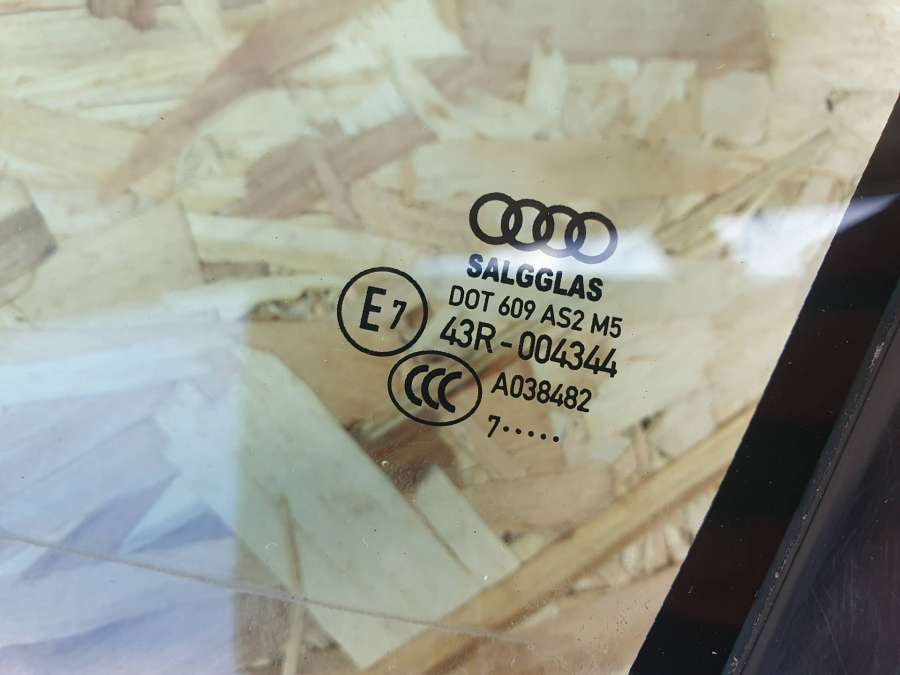 SALGGLAS
DOT 609 AS2 M5
E7
43R-004344
CCC A038482
7.....